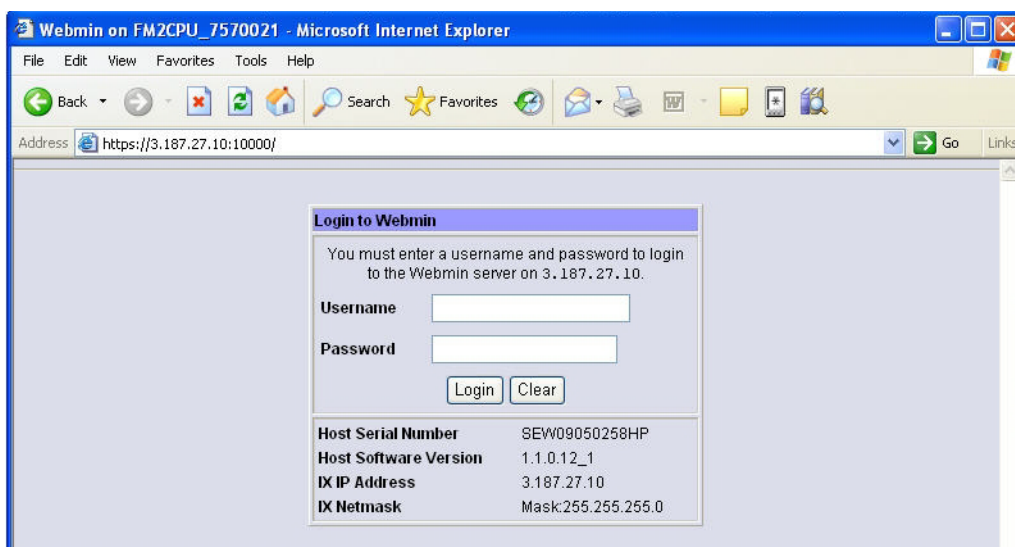 Webmin on FM2CPU_7570021 - Microsoft Internet Explorer
File Edit View Favorites Tools Help
Back Search Favorites
Address https://3.187.27.10:10000/ Go Links
Login to Webmin
You must enter a username and password to login
to the Webmin server on 3.187.27.10.
Username
Password
Login Clear
Host Serial Number SEW09050258HP
Host Software Version 1.1.0.12_1
IX IP Address 3.187.27.10
IX Netmask Mask:255.255.255.0